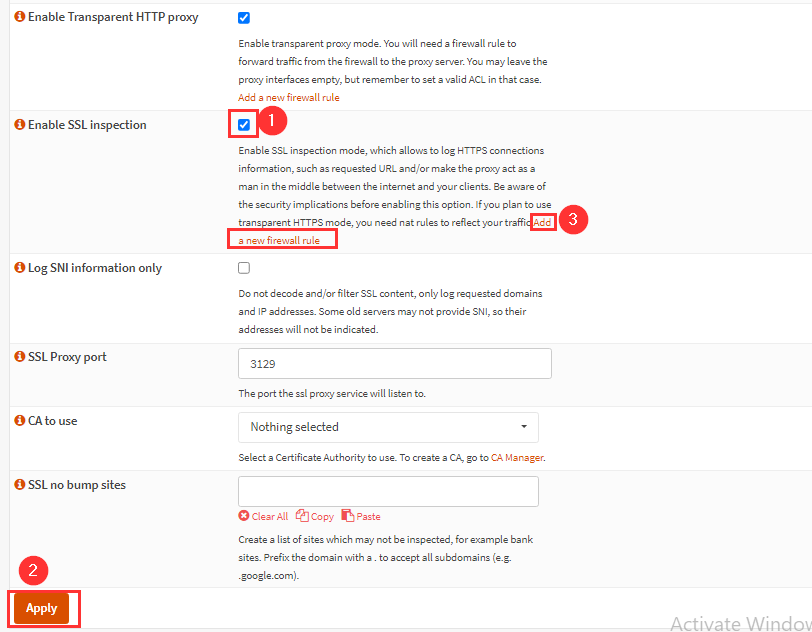 Enable Transparent HTTP proxy
Enable transparent proxy mode. You will need a firewall rule to
forward traffic from the firewall to the proxy server. You may leave the
proxy interfaces empty, but remember to set a valid ACL in that case.
Add a new firewall rule
Enable SSL inspection
1
Enable SSL inspection mode, which allows to log HTTPS connections
information, such as requested URL and/or make the proxy act as a
man in the middle between the internet and your clients. Be aware of
the security implications before enabling this option. If you plan to use
transparent HTTPS mode, you need nat rules to reflect your traffic. Add
3
a new firewall rule
Log SNI information only
Do not decode and/or filter SSL content, only log requested domains
and IP addresses. Some old servers may not provide SNI, so their
addresses will not be indicated.
SSL Proxy port
3129
The port the ssl proxy service will listen to.
CA to use
Nothing selected
Select a Certificate Authority to use. To create a CA, go to CA Manager.
SSL no bump sites
Clear All Copy Paste
Create a list of sites which may not be inspected, for example bank
sites. Prefix the domain with a . to accept all subdomains (e.g.
.google.com).
2
Apply
Activate Window